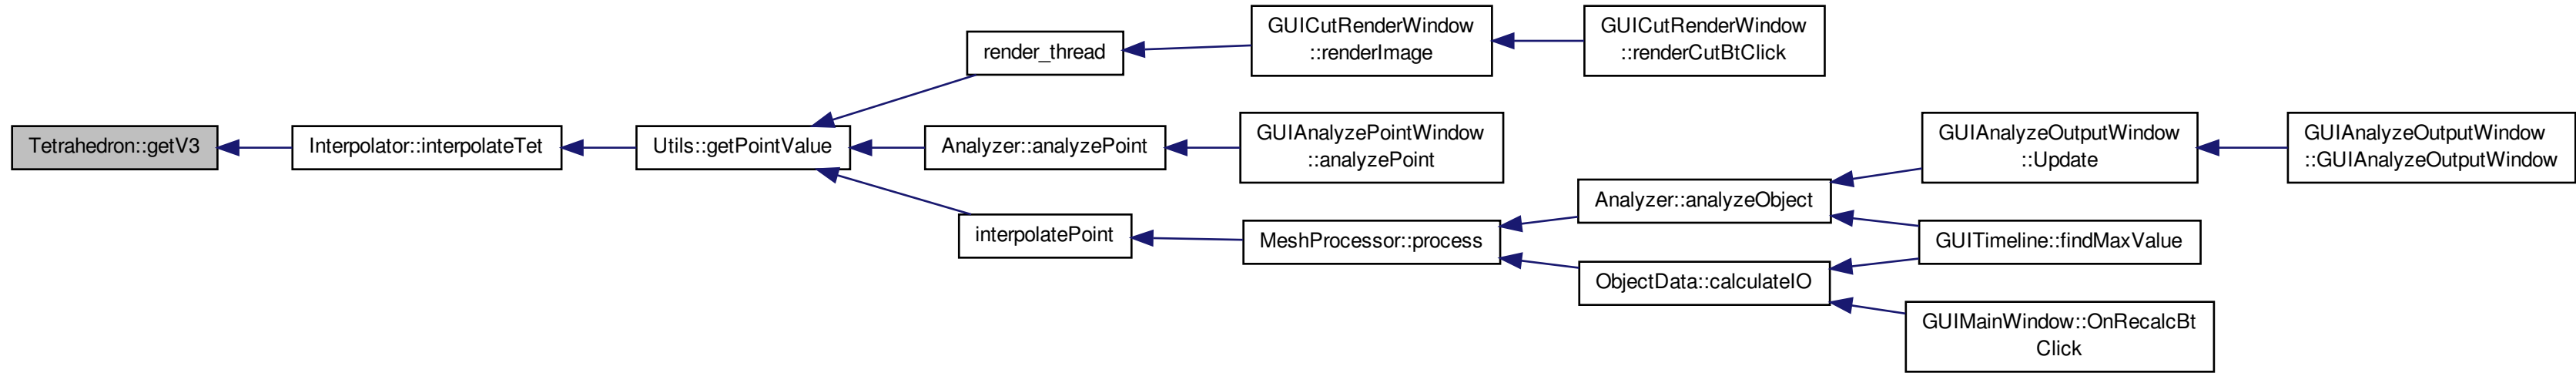 Tetrahedron::getV3
Interpolator::interpolateTet
Utils::getPointValue
render_thread
GUICutRenderWindow
::renderImage
GUICutRenderWindow
::renderCutBtClick
Analyzer::analyzePoint
GUIAnalyzePointWindow
::analyzePoint
interpolatePoint
MeshProcessor::process
Analyzer::analyzeObject
GUIAnalyzeOutputWindow
::Update
GUIAnalyzeOutputWindow
::GUIAnalyzeOutputWindow
GUITimeline::findMaxValue
ObjectData::calculateIO
GUIMainWindow::OnRecalcBt
Click